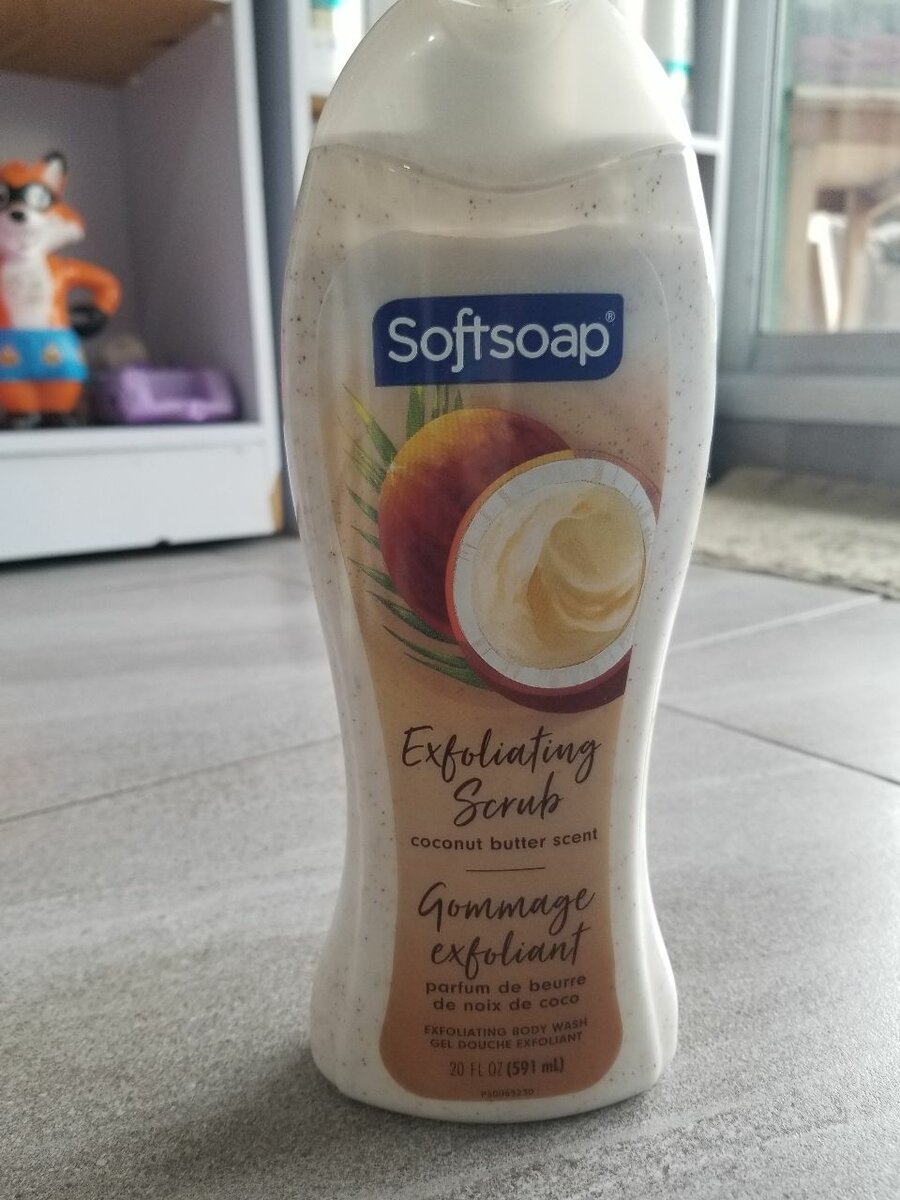 Softsoap®
Exfoliating
Scrub
coconut butter scent
Gommage
exfoliant
parfum de beurre
de noix de coco
EXFOLIATING BODY WASH
GEL DOUCHE EXFOLIANT
20 FL OZ (591 mL)